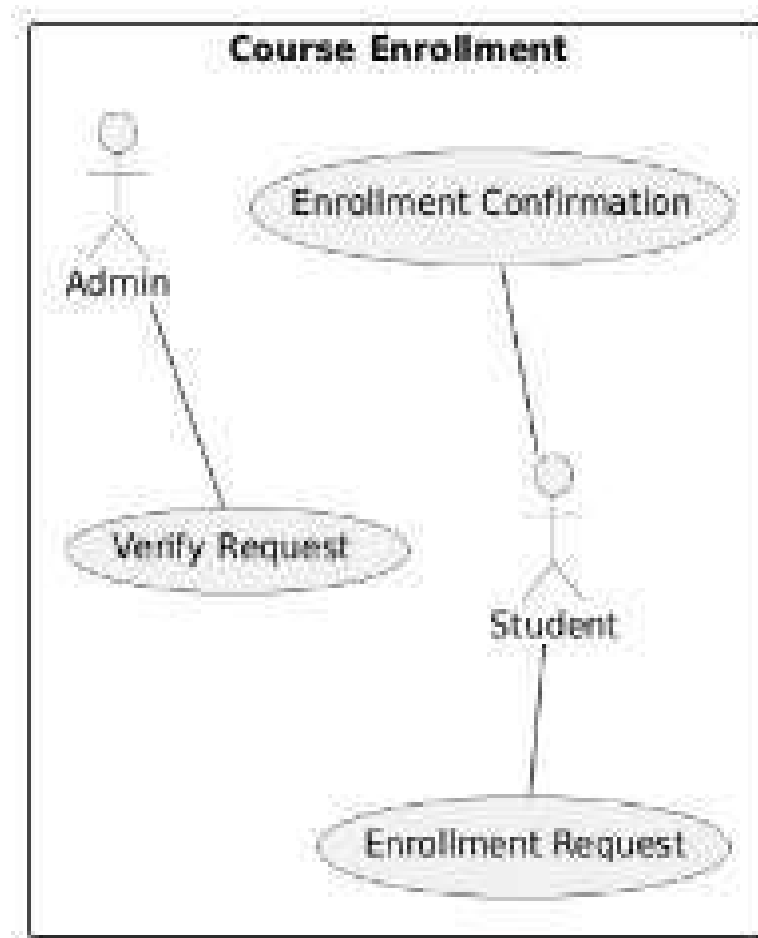 Course Enrollment
Enrollment Confirmation
Admin
Verify Request
Student
Enrollment Request